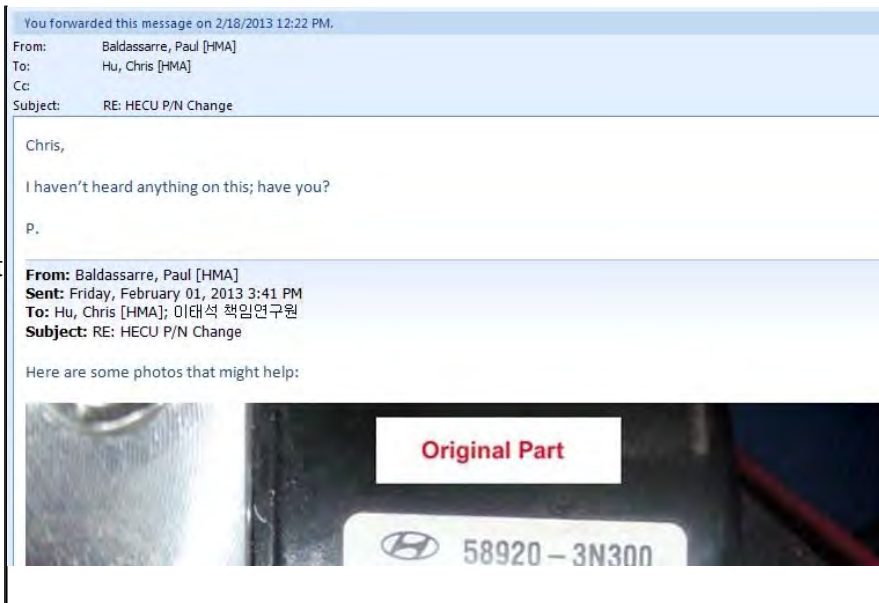 You forwarded this message on 2/18/2013 12:22 PM.
From: Baldassarre, Paul [HMA]
To: Hu, Chris [HMA]
Cc:
Subject: RE: HECU P/N Change
Chris,
I haven't heard anything on this; have you?
P.
From: Baldassarre, Paul [HMA]
Sent: Friday, February 01, 2013 3:41 PM
To: Hu, Chris [HMA]; 이태석 책임연구원
Subject: RE: HECU P/N Change
Here are some photos that might help:
Original Part
58920-3N300